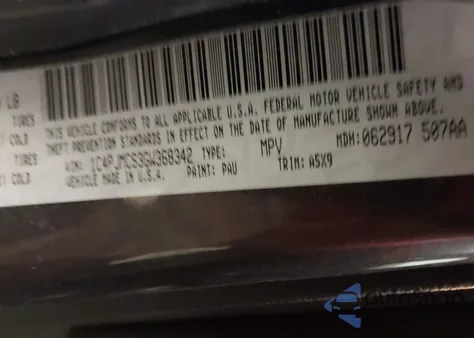 LB
TIRES
COLD
TIRES
COLD
THIS VEHICLE CONFORMS TO ALL APPLICABLE U.S.A. FEDERAL MOTOR VEHICLE SAFETY AND
THEFT PREVENTION STANDARDS IN EFFECT ON THE DATE OF MANUFACTURE SHOWN ABOVE.
VIN: 1C4PJMCS3GW368342 TYPE: MPV MDH: 062917 507AA
VEHICLE MADE IN U.S.A. PAINT: PAU TRIM: A5X9
autosnap